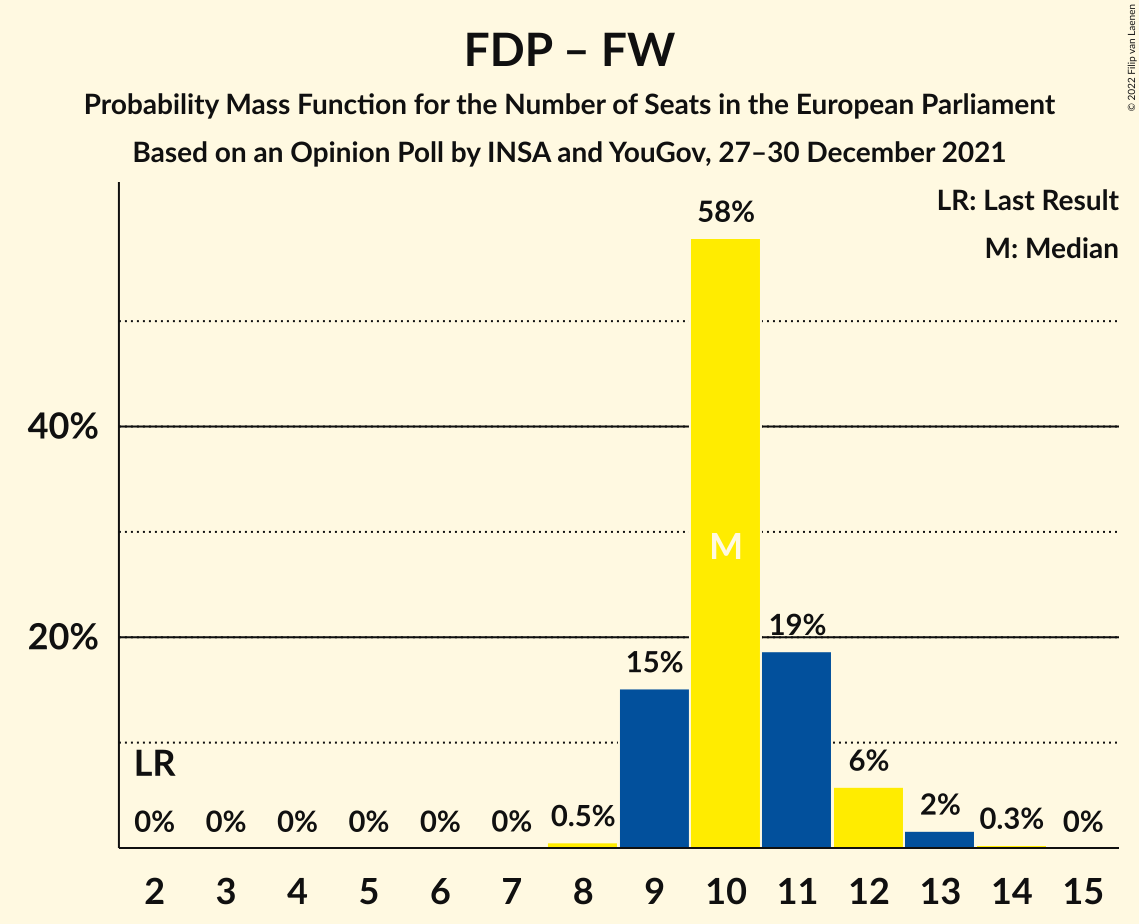 FDP – FW
Probability Mass Function for the Number of Seats in the European Parliament
Based on an Opinion Poll by INSA and YouGov, 27–30 December 2021
© 2022 Filip van Laenen
LR: Last Result
M: Median
58%
40%
M
20%
19%
15%
LR
6%
0% 0% 0% 0% 0% 0% 0.5% 2% 0.3% 0%
2 3 4 5 6 7 8 9 10 11 12 13 14 15